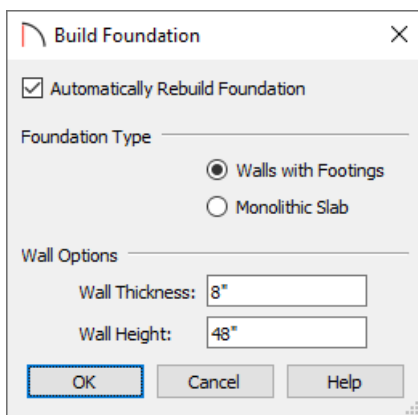 Build Foundation
Automatically Rebuild Foundation
Foundation Type
Walls with Footings
Monolithic Slab
Wall Options
Wall Thickness: 8"
Wall Height: 48"
OK Cancel Help